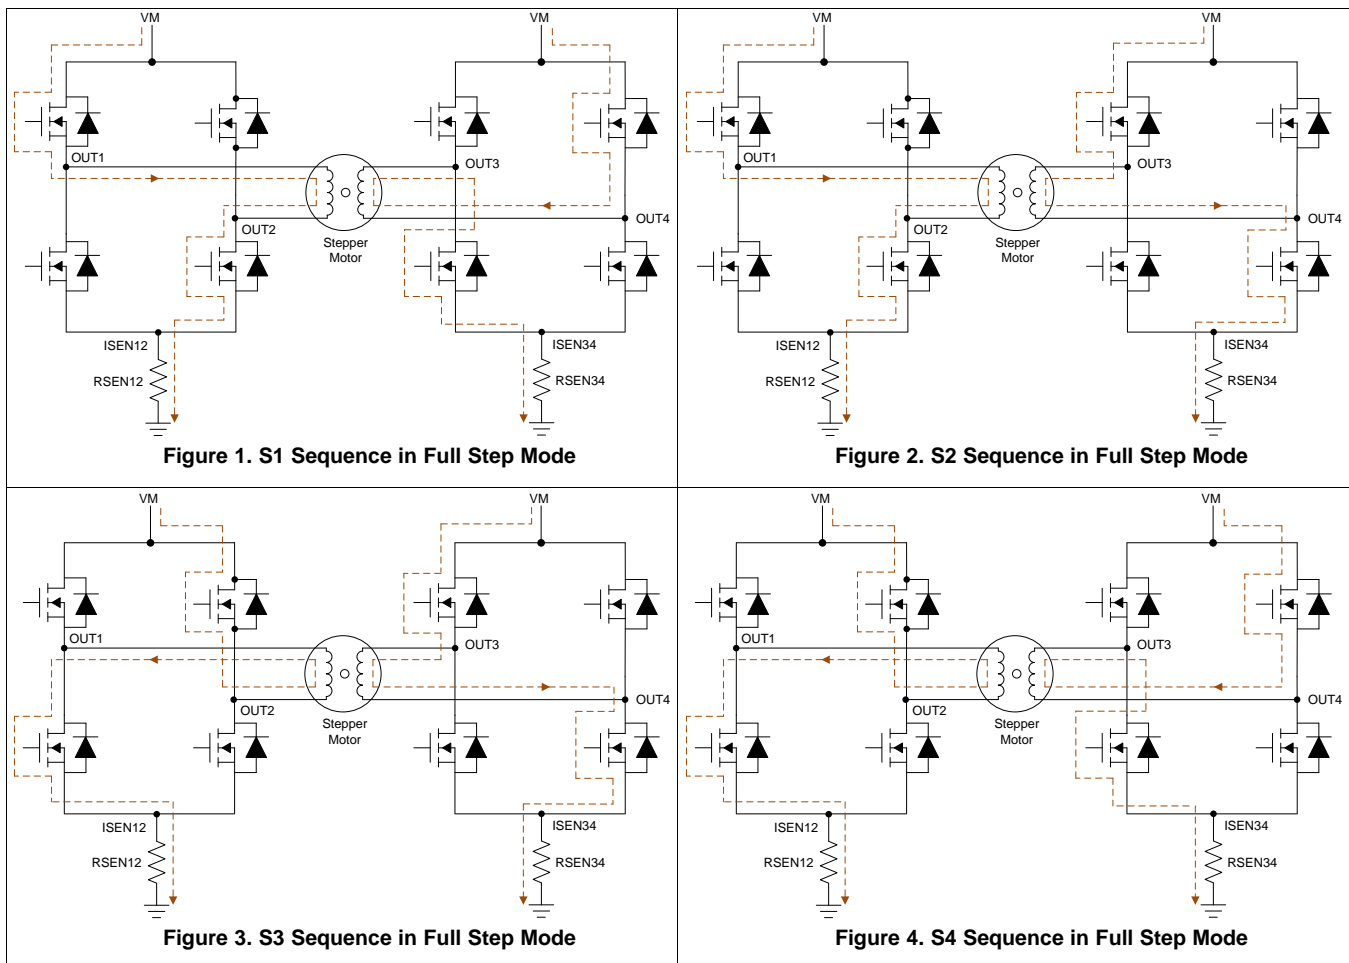 VM
VM
OUT1
OUT3
OUT2
OUT4
Stepper
Motor
ISEN12
ISEN34
RSEN12
RSEN34
Figure 1. S1 Sequence in Full Step Mode
VM
VM
OUT1
OUT3
OUT2
OUT4
Stepper
Motor
ISEN12
ISEN34
RSEN12
RSEN34
Figure 2. S2 Sequence in Full Step Mode
VM
VM
OUT1
OUT3
OUT2
OUT4
Stepper
Motor
ISEN12
ISEN34
RSEN12
RSEN34
Figure 3. S3 Sequence in Full Step Mode
VM
VM
OUT1
OUT3
OUT2
OUT4
Stepper
Motor
ISEN12
ISEN34
RSEN12
RSEN34
Figure 4. S4 Sequence in Full Step Mode